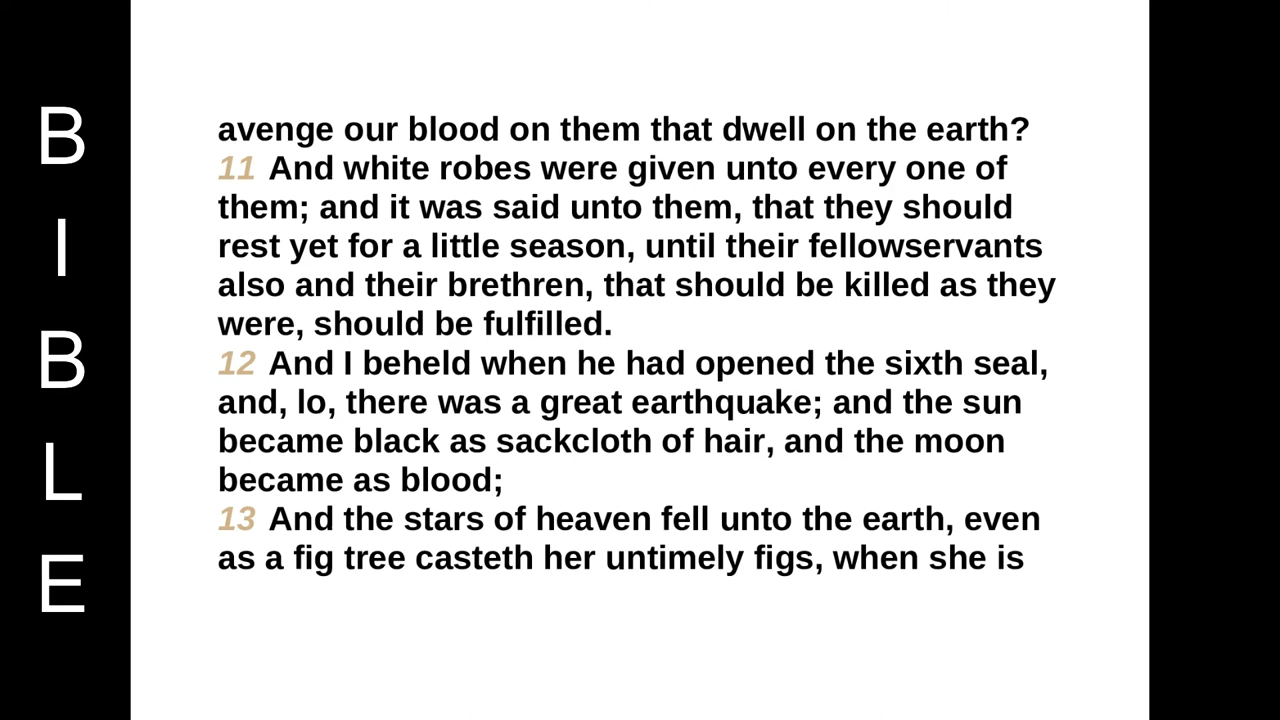 BIBLE
avenge our blood on them that dwell on the earth?
11 And white robes were given unto every one of
them; and it was said unto them, that they should
rest yet for a little season, until their fellowservants
also and their brethren, that should be killed as they
were, should be fulfilled.
12 And I beheld when he had opened the sixth seal,
and, lo, there was a great earthquake; and the sun
became black as sackcloth of hair, and the moon
became as blood;
13 And the stars of heaven fell unto the earth, even
as a fig tree casteth her untimely figs, when she is